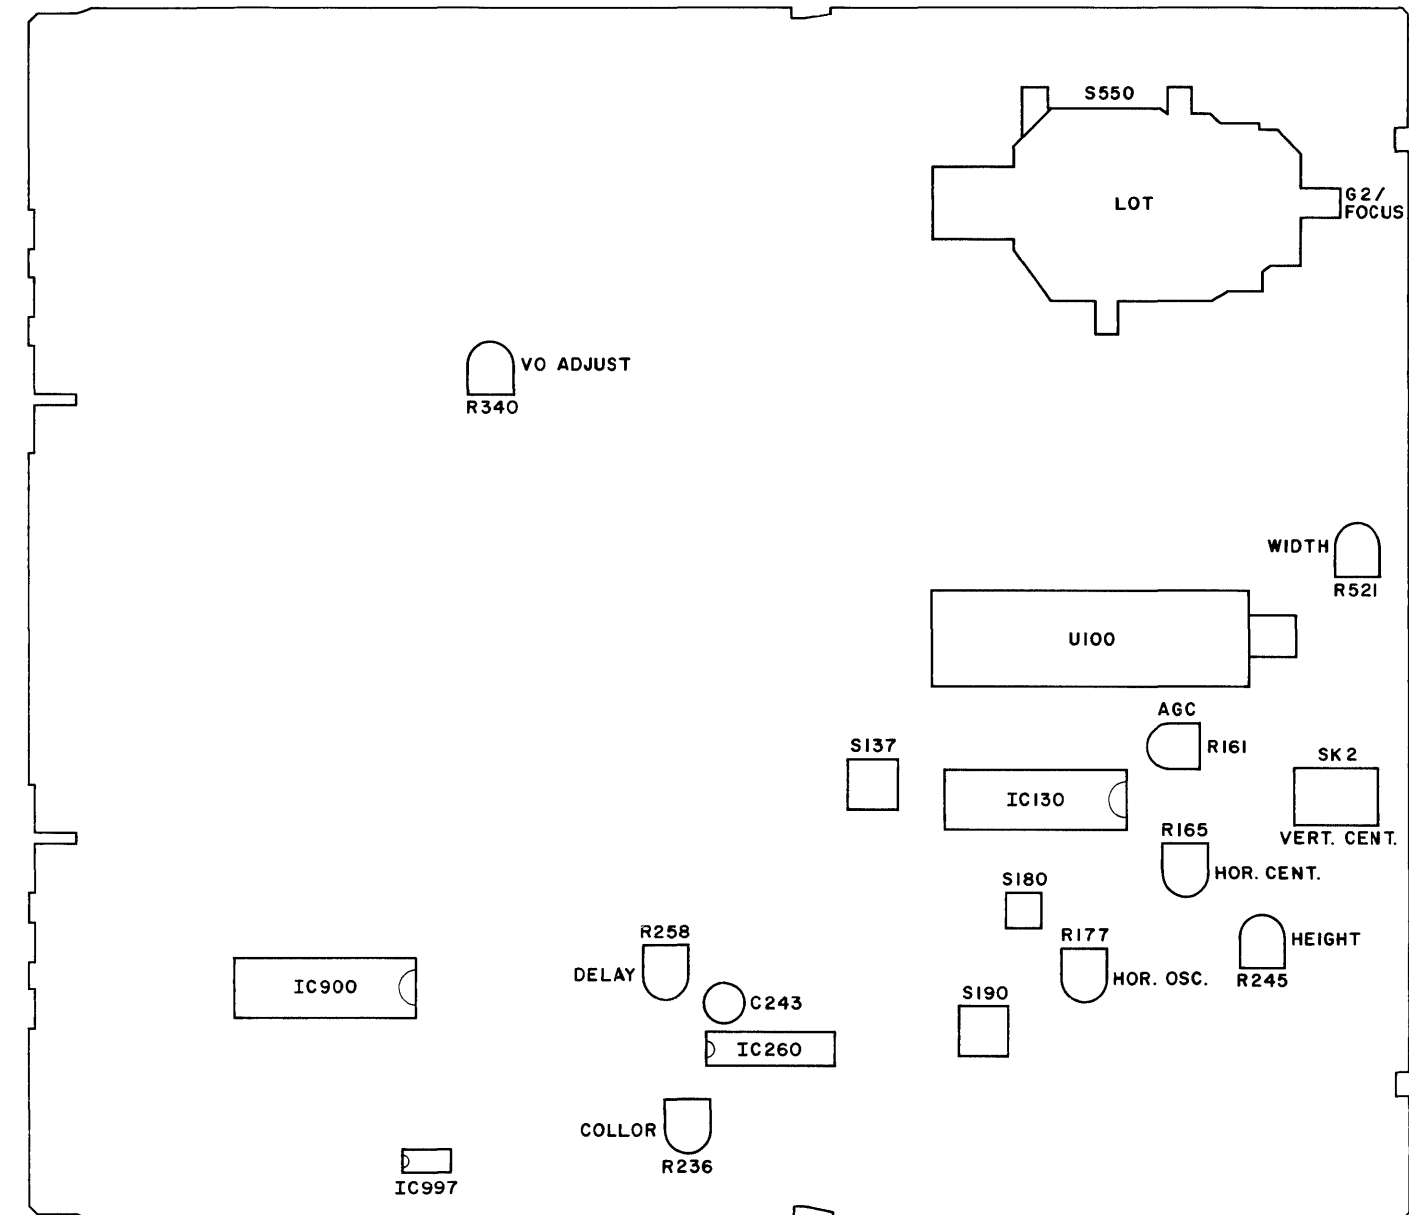 S550
LOT
G2/
FOCUS
VO ADJUST
R340
WIDTH
R521
U100
AGC
R161
S137
IC130
SK2
VERT. CENT.
R165
HOR. CENT.
S180
R177
HOR. OSC.
HEIGHT
R245
R258
DELAY
C243
IC900
S190
IC260
COLLOR
R236
IC997